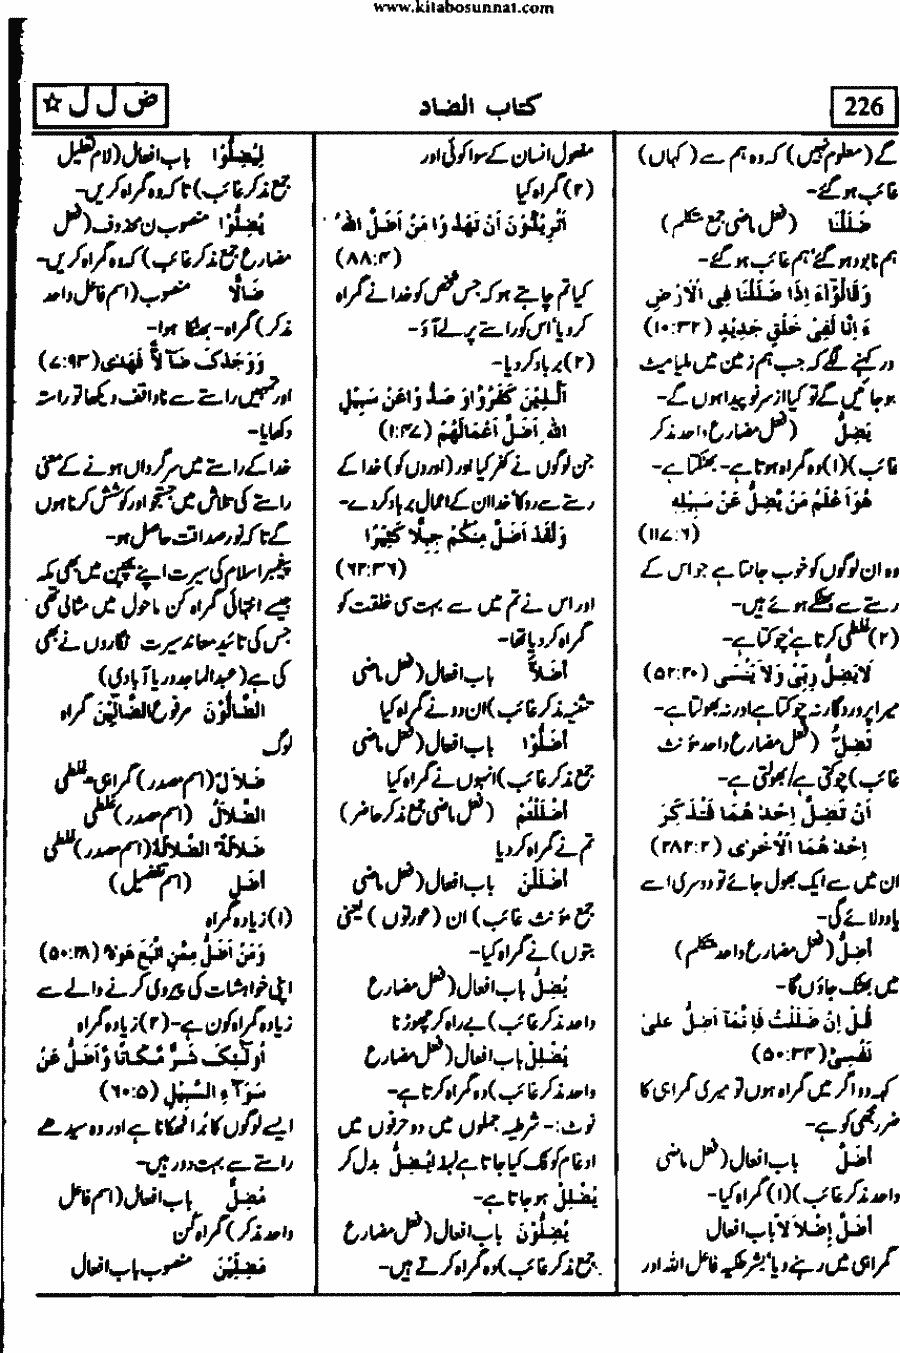 www.kitabosunnat.com
226
کتاب الضاد
ض ل ل ☆
گے (معلوم نہیں) کہ وہ ہم سے (کہاں)
غائب ہو گئے-
ضَلَلْنَا (فعل ماضی جمع متکلم)
ہم نابود ہو گئے‘ ہم غائب ہو گئے-
وَقَالُوْٓاءَ اِذَا ضَلَلْنَا فِی الْاَرْضِ
ءَ اِنَّا لَفِیْ خَلْقٍ جَدِیْدٍ (۱۰:۳۲)
ور کہنے لگے کہ جب ہم زمین میں ملیا میٹ
ہو جائیں گے تو کیا از سر نو پیدا ہوں گے-
یَضِلُّ (فعل مضارع واحد مذکر
غائب) (۱) وہ گمراہ ہوتا ہے- بھٹکتا ہے-
هُوَ اَعْلَمُ مَنْ یَّضِلُّ عَنْ سَبِیْلِهٖ
(۱۱۷:۶)
وہ ان لوگوں کو خوب جانتا ہے جو اس کے
رستے سے بھٹکے ہوئے ہیں-
(۲) غلطی کرتا ہے‘ چوکتا ہے-
لَا یَضِلُّ رَبِّیْ وَلَا یَنْسٰی (۵۲:۲۰)
میرا پروردگار نہ چوکتا ہے اور نہ بھولتا ہے-
تَضِلَّ (فعل مضارع واحد مؤنث
غائب) چوکتی ہے/ بھولتی ہے-
اَنْ تَضِلَّ اِحْدٰهُمَا فَتُذَکِّرَ
اِحْدٰهُمَا الْاُخْرٰی (۲۸۲:۲)
ان میں سے ایک بھول جائے تو دوسری اسے
یاد دلائے گی-
اَضِلُّ (فعل مضارع واحد متکلم)
میں بھٹک جاؤں گا-
قُلْ اِنْ ضَلَلْتُ فَاِنَّمَا اَضِلُّ عَلٰی
نَفْسِیْ (۵۰:۳۴)
کہہ دو اگر میں گمراہ ہوں تو میری گمراہی کا
ضرر مجھی کو ہے-
اَضَلَّ باب افعال (فعل ماضی
واحد مذکر غائب) (۱) گمراہ کیا-
اَضَلَّ اِضْلَالًا باب افعال
گمراہی میں رہنے دیا‘ بشرطیکہ فاعل اللہ اور
مفعول انسان کے سوا کوئی اور
(۲) گمراہ کیا
اَتُرِیْدُوْنَ اَنْ تَهْدُوْا مَنْ اَضَلَّ اللهُ
(۸۸:۴)
کیا تم چاہتے ہو کہ جس شخص کو خدا نے گمراہ
کر دیا‘ اس کو راستے پر لے آؤ-
(۲) برباد کر دیا-
اَلَّذِیْنَ کَفَرُوْا وَ صَدُّوْا عَنْ سَبِیْلِ
اللهِ اَضَلَّ اَعْمَالَهُمْ (۱:۴۷)
جن لوگوں نے کفر کیا اور (اوروں کو) خدا کے
رستے سے روکا‘ خدا ان کے اعمال برباد کر دے-
وَلَقَدْ اَضَلَّ مِنْکُمْ جِبِلًّا کَثِیْرًا
(۶۲:۳۶)
اور اس نے تم میں سے بہت سی خلقت کو
گمراہ کر دیا تھا-
اَضَلَّا باب افعال (فعل ماضی
تثنیہ مذکر غائب) ان دو نے گمراہ کیا
اَضَلُّوْا باب افعال (فعل ماضی
جمع مذکر غائب) انہوں نے گمراہ کیا
اَضْلَلْتُمْ (فعل ماضی جمع مذکر حاضر)
تم نے گمراہ کر دیا
اَضْلَلْنَ باب افعال (فعل ماضی
جمع مؤنث غائب) ان (عورتوں) یعنی
بتوں) نے گمراہ کیا-
یُضِلُّ باب افعال (فعل مضارع
واحد مذکر غائب) بے راہ کر چھوڑتا
یُضْلِلْ باب افعال (فعل مضارع
واحد مذکر غائب) وہ گمراہ کرتا ہے-
نوٹ:- شرطیہ جملوں میں دو حرفوں میں
ادغام کو فک کیا جاتا ہے لہٰذا یُضِلُّ بدل کر
یُضْلِلْ ہو جاتا ہے-
یُضِلُّوْنَ باب افعال (فعل مضارع
جمع مذکر غائب) وہ گمراہ کرتے ہیں-
لِیُضِلُّوْا باب افعال (لام تعلیل
جمع مذکر غائب) تا کہ وہ گمراہ کریں-
یُضِلُّوْا منصوب ن محذوف (فعل
مضارع جمع مذکر غائب) کہ وہ گمراہ کریں-
ضَالًّا منصوب (اسم فاعل واحد
مذکر) گمراہ- بھٹکا ہوا-
وَوَجَدَکَ ضَآلًّا فَهَدٰی (۷:۹۳)
اور تمہیں راستے سے ناواقف دیکھا تو راستہ
دکھایا-
خدا کے راستے میں سرگرداں ہونے کے معنی
راستے کی تلاش میں جستجو اور کوشش کرتا ہوں
گے تا کہ نور صداقت حاصل ہو-
پیغمبر اسلام کی سیرت اپنے بچپن میں بھی مکہ
جیسے انتہائی گمراہ کن ماحول میں مثالی تھی
جس کی تائید معاند سیرت نگاروں نے بھی
کی ہے (عبدالماجد دریا آبادی)
الضَّالُّوْنَ مرفوع الضَّالِّیْنَ گمراہ
لوگ
ضَلَالٌ (اسم مصدر) گمراہی- غلطی
الضَّلَالُ (اسم مصدر) غلطی
ضَلَالَةٌ الضَّلَالَةُ (اسم مصدر) غلطی
اَضَلُّ (اسم تفضیل)
(۱) زیادہ گمراہ
وَمَنْ اَضَلُّ مِمَّنِ اتَّبَعَ هَوٰهُ (۵۰:۲۸)
اپنی خواہشات کی پیروی کرنے والے سے
زیادہ گمراہ کون ہے- (۲) زیادہ گمراہ
اُولٰٓئِکَ شَرٌّ مَّکَانًا وَّاَضَلُّ عَنْ
سَوَآءِ السَّبِیْلِ (۶۰:۵)
ایسے لوگوں کا بُرا ٹھکانا ہے اور وہ سیدھے
راستے سے بہت دور ہیں-
مُضِلٌّ باب افعال (اسم فاعل
واحد مذکر) گمراہ کن
مُضِلِّیْنَ منصوب باب افعال